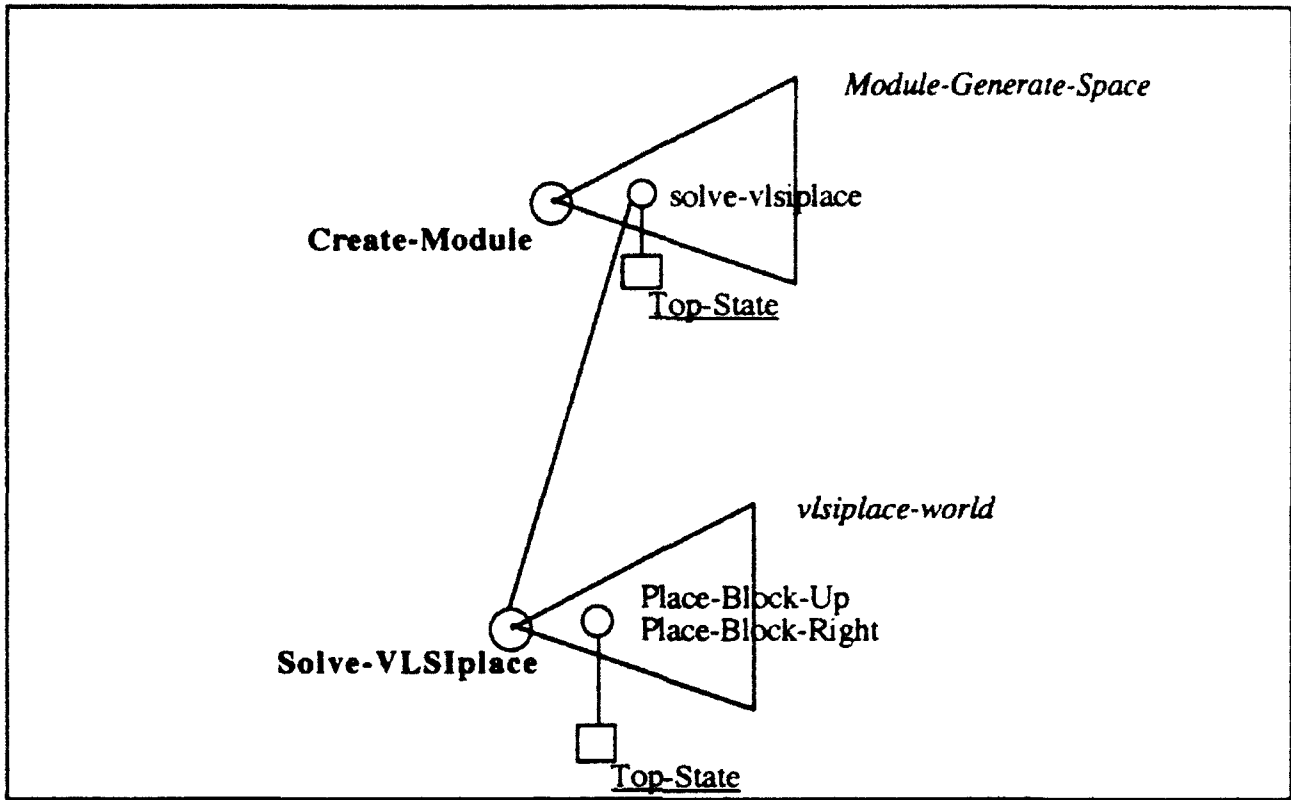 Module-Generate-Space
solve-vlsiplace
Create-Module
Top-State
vlsiplace-world
Place-Block-Up
Place-Block-Right
Solve-VLSIplace
Top-State